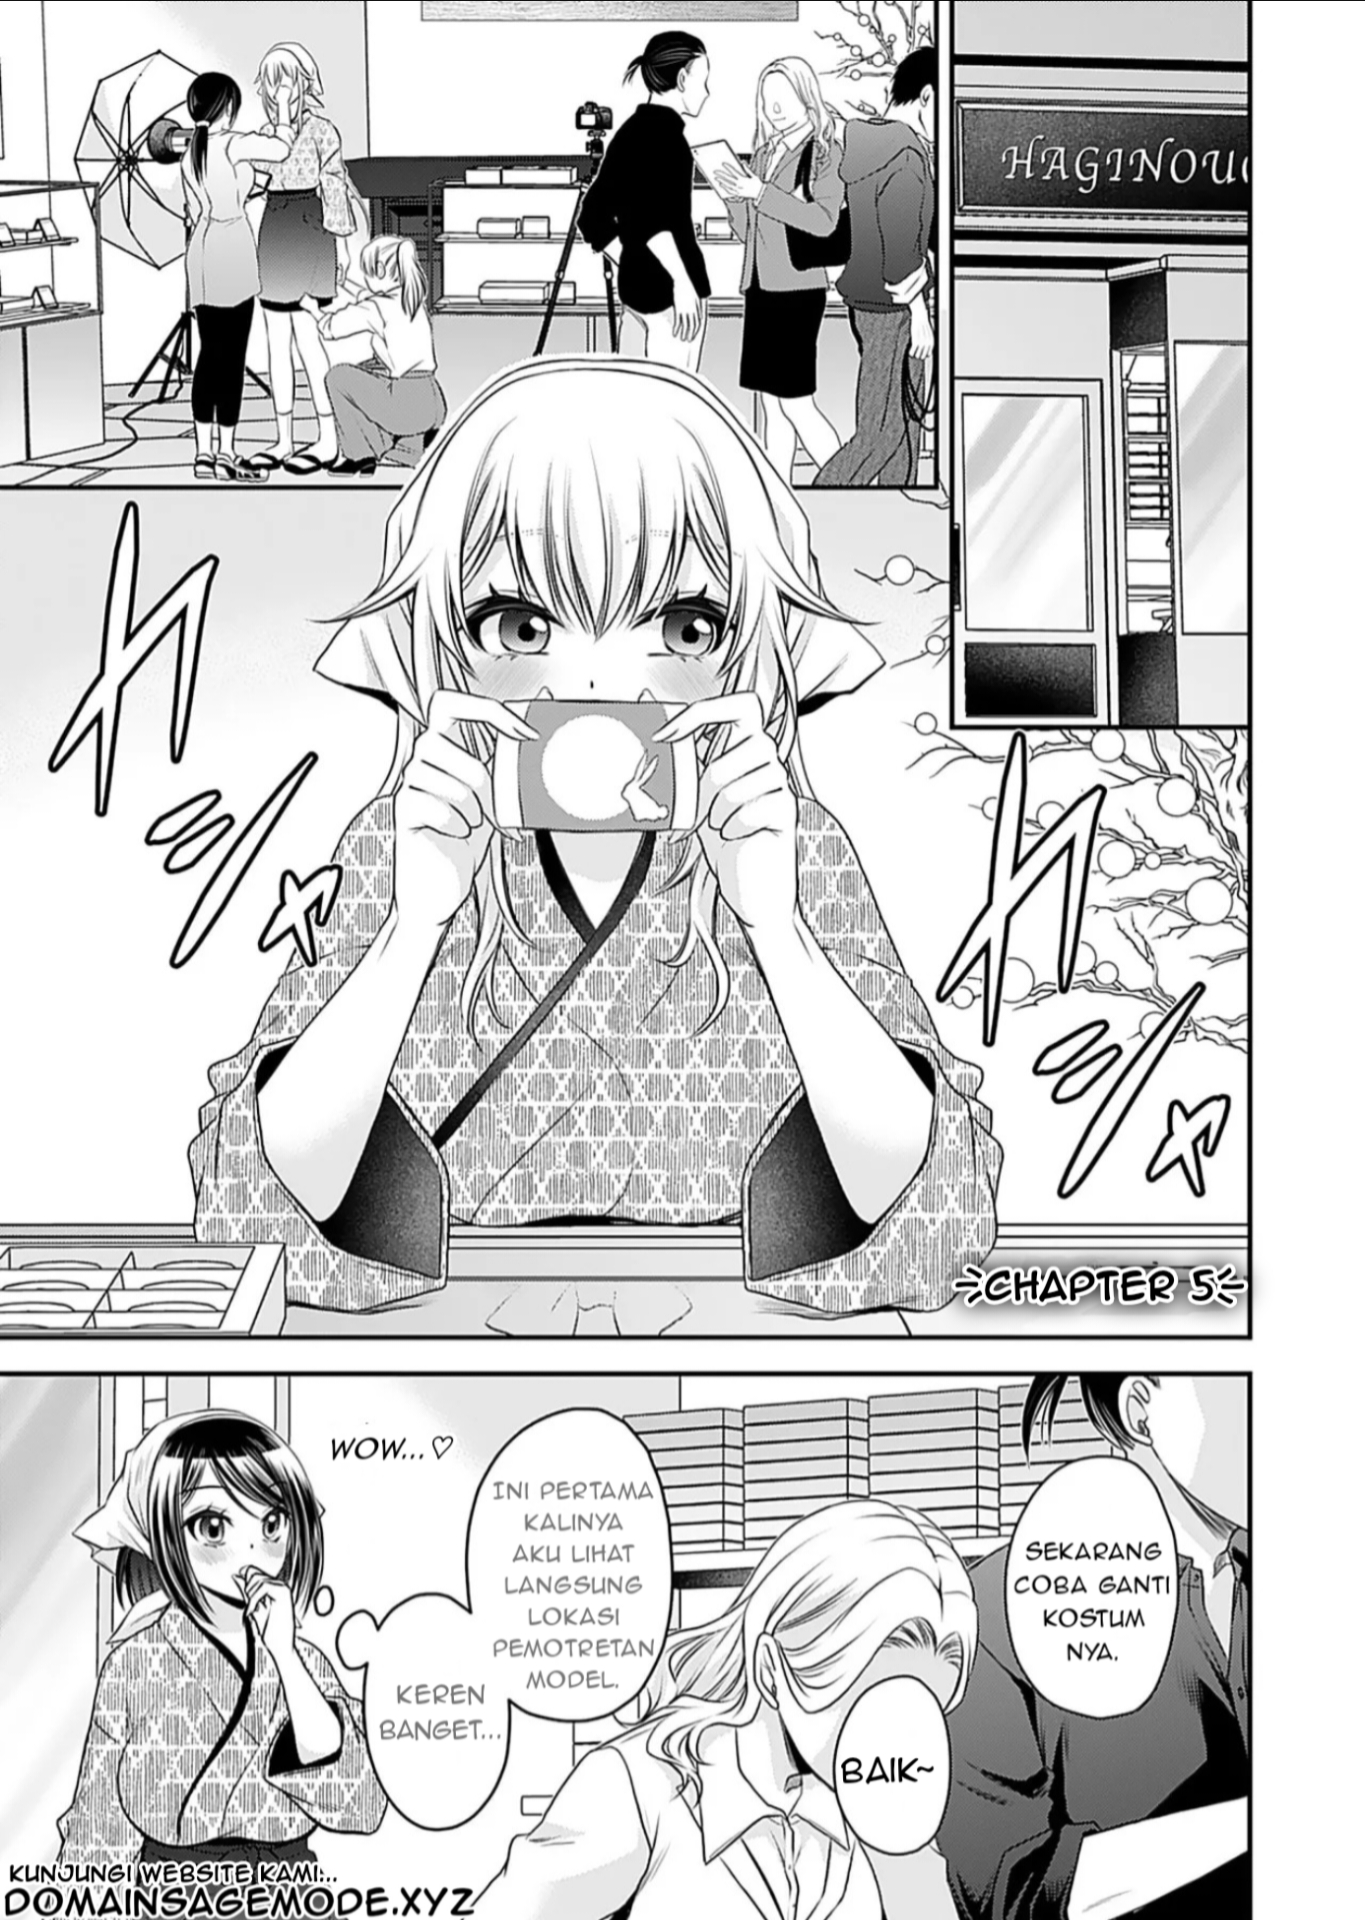 HAGINOU
カシャ
カシャ
CHAPTER 5
SEKARANG
COBA GANTI
KOSTUM
NYA.
BAIK~
INI PERTAMA
KALINYA
AKU LIHAT
LANGSUNG
LOKASI
PEMOTRETAN
MODEL.
KEREN
BANGET...
WOW...♡
KUNJUNGI WEBSITE KAMI...
DOMAINSAGEMODE.XYZ